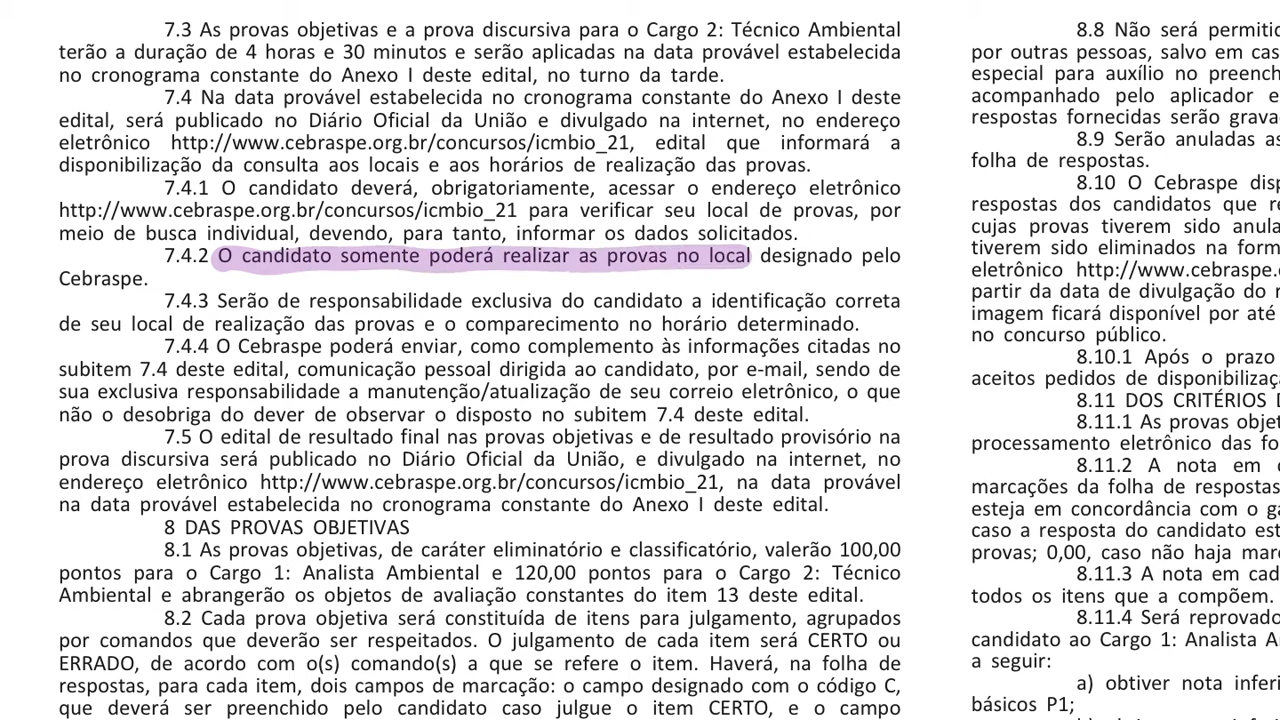 7.3 As provas objetivas e a prova discursiva para o Cargo 2: Técnico Ambiental
terão a duração de 4 horas e 30 minutos e serão aplicadas na data provável estabelecida
no cronograma constante do Anexo I deste edital, no turno da tarde.
7.4 Na data provável estabelecida no cronograma constante do Anexo I deste
edital, será publicado no Diário Oficial da União e divulgado na internet, no endereço
eletrônico http://www.cebraspe.org.br/concursos/icmbio_21, edital que informará a
disponibilização da consulta aos locais e aos horários de realização das provas.
7.4.1 O candidato deverá, obrigatoriamente, acessar o endereço eletrônico
http://www.cebraspe.org.br/concursos/icmbio_21 para verificar seu local de provas, por
meio de busca individual, devendo, para tanto, informar os dados solicitados.
7.4.2 O candidato somente poderá realizar as provas no local designado pelo
Cebraspe.
7.4.3 Serão de responsabilidade exclusiva do candidato a identificação correta
de seu local de realização das provas e o comparecimento no horário determinado.
7.4.4 O Cebraspe poderá enviar, como complemento às informações citadas no
subitem 7.4 deste edital, comunicação pessoal dirigida ao candidato, por e-mail, sendo de
sua exclusiva responsabilidade a manutenção/atualização de seu correio eletrônico, o que
não o desobriga do dever de observar o disposto no subitem 7.4 deste edital.
7.5 O edital de resultado final nas provas objetivas e de resultado provisório na
prova discursiva será publicado no Diário Oficial da União, e divulgado na internet, no
endereço eletrônico http://www.cebraspe.org.br/concursos/icmbio_21, na data provável
na data provável estabelecida no cronograma constante do Anexo I deste edital.
8 DAS PROVAS OBJETIVAS
8.1 As provas objetivas, de caráter eliminatório e classificatório, valerão 100,00
pontos para o Cargo 1: Analista Ambiental e 120,00 pontos para o Cargo 2: Técnico
Ambiental e abrangerão os objetos de avaliação constantes do item 13 deste edital.
8.2 Cada prova objetiva será constituída de itens para julgamento, agrupados
por comandos que deverão ser respeitados. O julgamento de cada item será CERTO ou
ERRADO, de acordo com o(s) comando(s) a que se refere o item. Haverá, na folha de
respostas, para cada item, dois campos de marcação: o campo designado com o código C,
que deverá ser preenchido pelo candidato caso julgue o item CERTO, e o campo
8.8 Não será
por outras pessoas, salvo em
especial para auxílio no
acompanhado pelo aplicador
respostas fornecidas serão
8.9 Serão anuladas
folha de respostas.
8.10 O Cebraspe
respostas dos candidatos que
cujas provas tiverem sido
tiverem sido eliminados na
eletrônico
partir da data de divulgação do
imagem ficará disponível por até
no concurso público.
8.10.1 Após o prazo
aceitos pedidos de
8.11 DOS CRITÉRIOS
8.11.1 As provas
processamento eletrônico das
8.11.2 A nota em
marcações da folha de respostas
esteja em concordância com o
caso a resposta do candidato
provas; 0,00, caso não haja
8.11.3 A nota em
todos os itens que a compõem.
8.11.4 Será
candidato ao Cargo 1: Analista
a seguir:
a) obtiver nota
básicos P1;